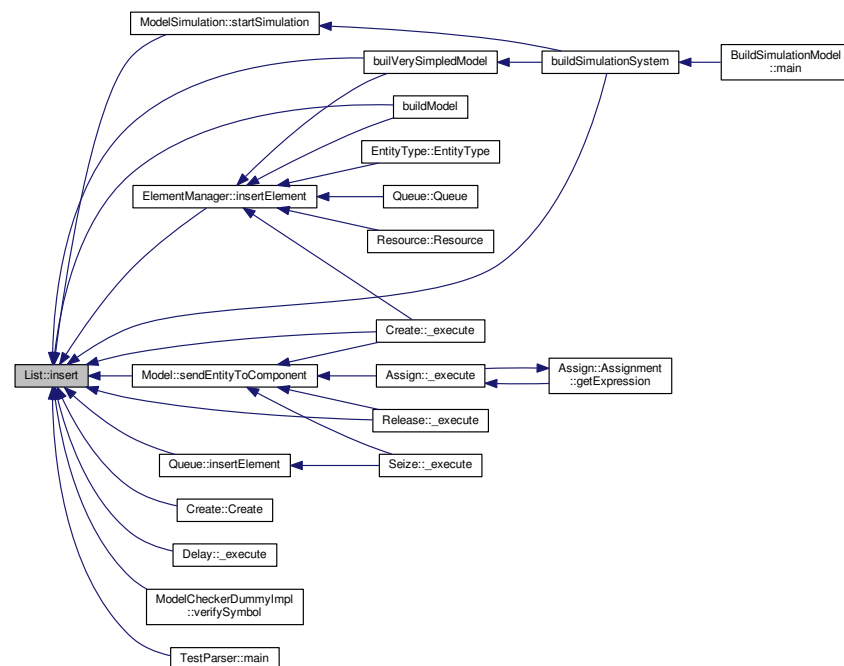 ModelSimulation::startSimulation
builVerySimpledModel
buildSimulationSystem
BuildSimulationModel
::main
buildModel
EntityType::EntityType
ElementManager::insertElement
Queue::Queue
Resource::Resource
Create::_execute
List::insert
Model::sendEntityToComponent
Assign::_execute
Assign::Assignment
::getExpression
Release::_execute
Queue::insertElement
Seize::_execute
Create::Create
Delay::_execute
ModelCheckerDummyImpl
::verifySymbol
TestParser::main